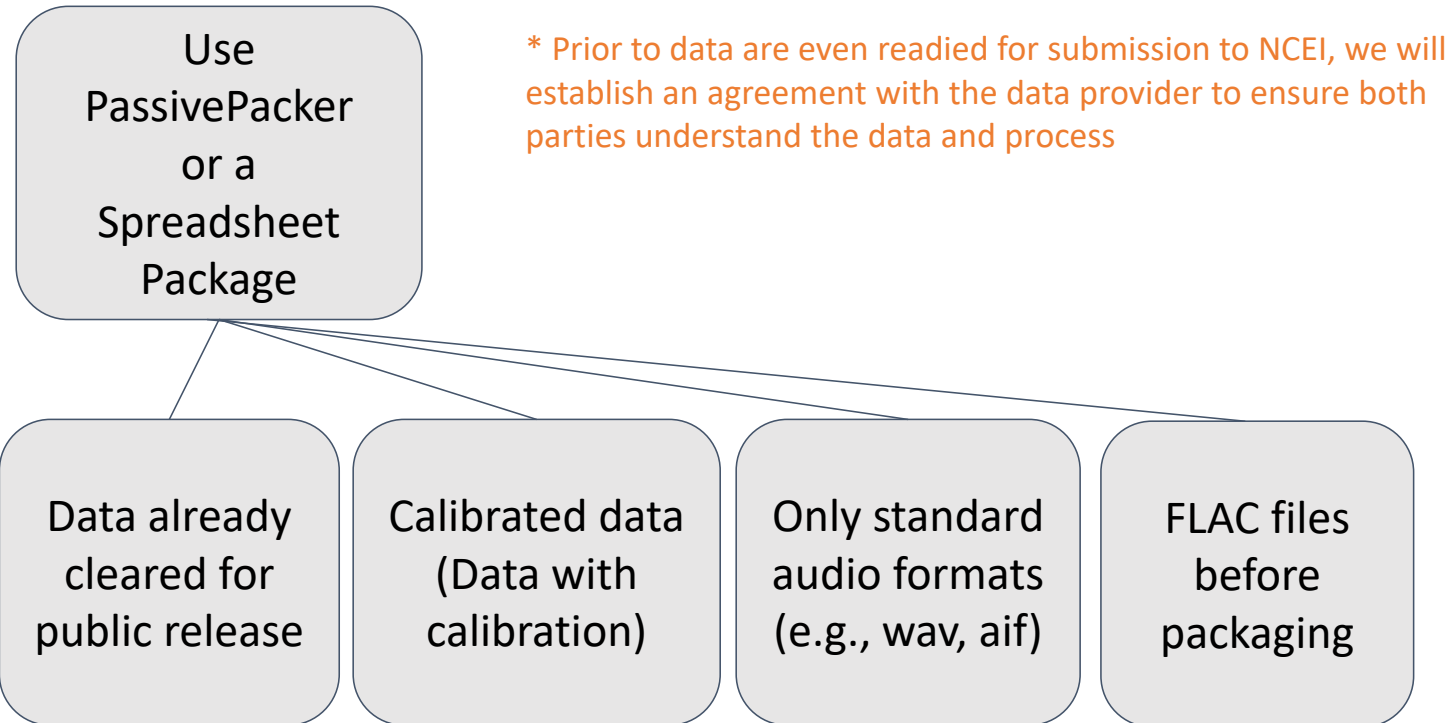 Use
PassivePacker
or a
Spreadsheet
Package
* Prior to data are even readied for submission to NCEI, we will
establish an agreement with the data provider to ensure both
parties understand the data and process
Data already
cleared for
public release
Calibrated data
(Data with
calibration)
Only standard
audio formats
(e.g., wav, aif)
FLAC files
before
packaging